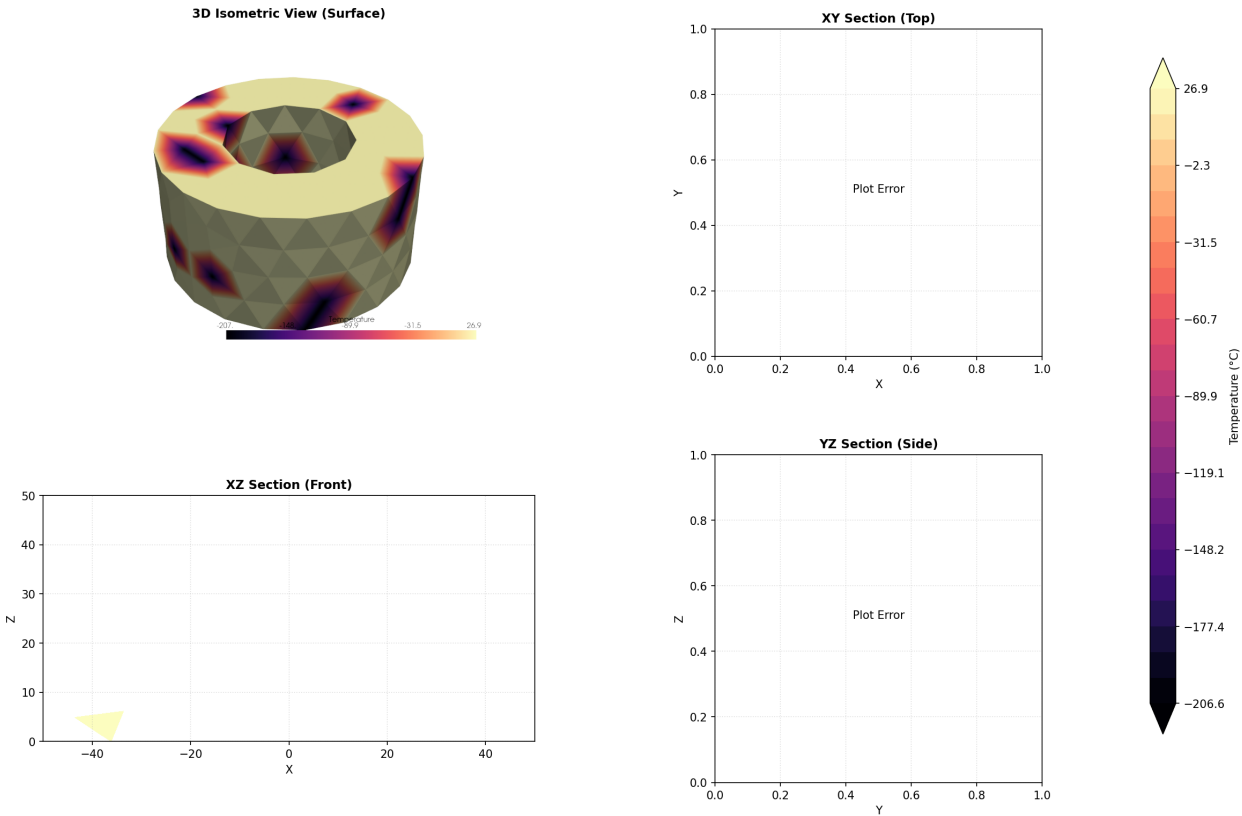 3D Isometric View (Surface)
Temperature
-207.
-148.
-89.9
-31.5
26.9
XY Section (Top)
1.0
0.8
0.6
0.4
0.2
0.0
Y
Plot Error
0.0 0.2 0.4 0.6 0.8 1.0
X
XZ Section (Front)
50
40
30
20
10
0
Z
−40 −20 0 20 40
X
YZ Section (Side)
1.0
0.8
0.6
0.4
0.2
0.0
Z
Plot Error
0.0 0.2 0.4 0.6 0.8 1.0
Y
26.9
−2.3
−31.5
−60.7
−89.9
−119.1
−148.2
−177.4
−206.6
Temperature (°C)